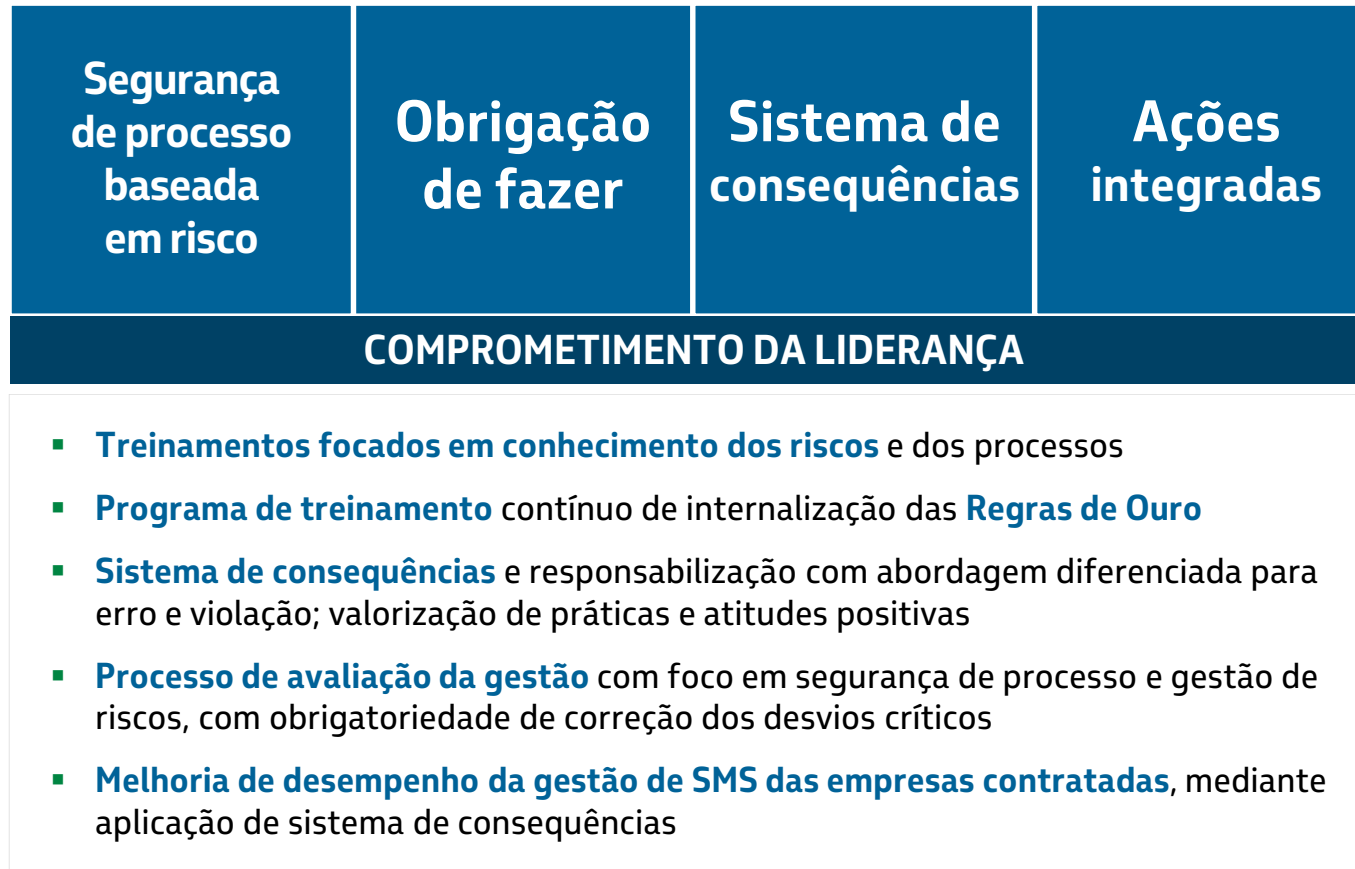 Segurança
de processo
baseada
em risco
Obrigação
de fazer
Sistema de
consequências
Ações
integradas
COMPROMETIMENTO DA LIDERANÇA
▪ Treinamentos focados em conhecimento dos riscos e dos processos
▪ Programa de treinamento contínuo de internalização das Regras de Ouro
▪ Sistema de consequências e responsabilização com abordagem diferenciada para
erro e violação; valorização de práticas e atitudes positivas
▪ Processo de avaliação da gestão com foco em segurança de processo e gestão de
riscos, com obrigatoriedade de correção dos desvios críticos
▪ Melhoria de desempenho da gestão de SMS das empresas contratadas, mediante
aplicação de sistema de consequências